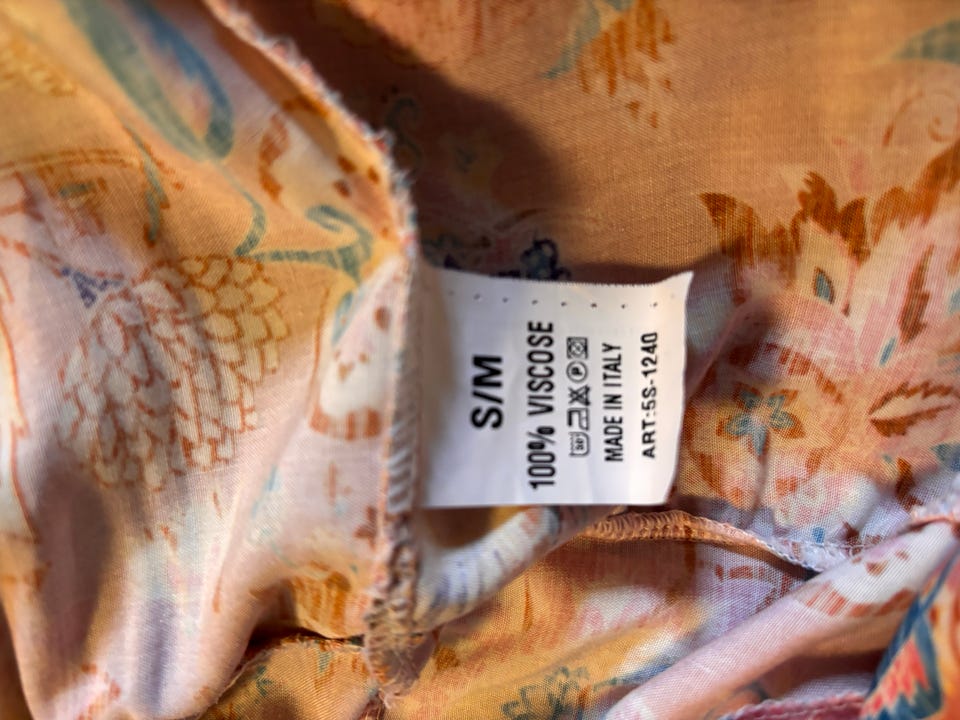 S/M
100% VISCOSE
MADE IN ITALY
ART:5S-1240